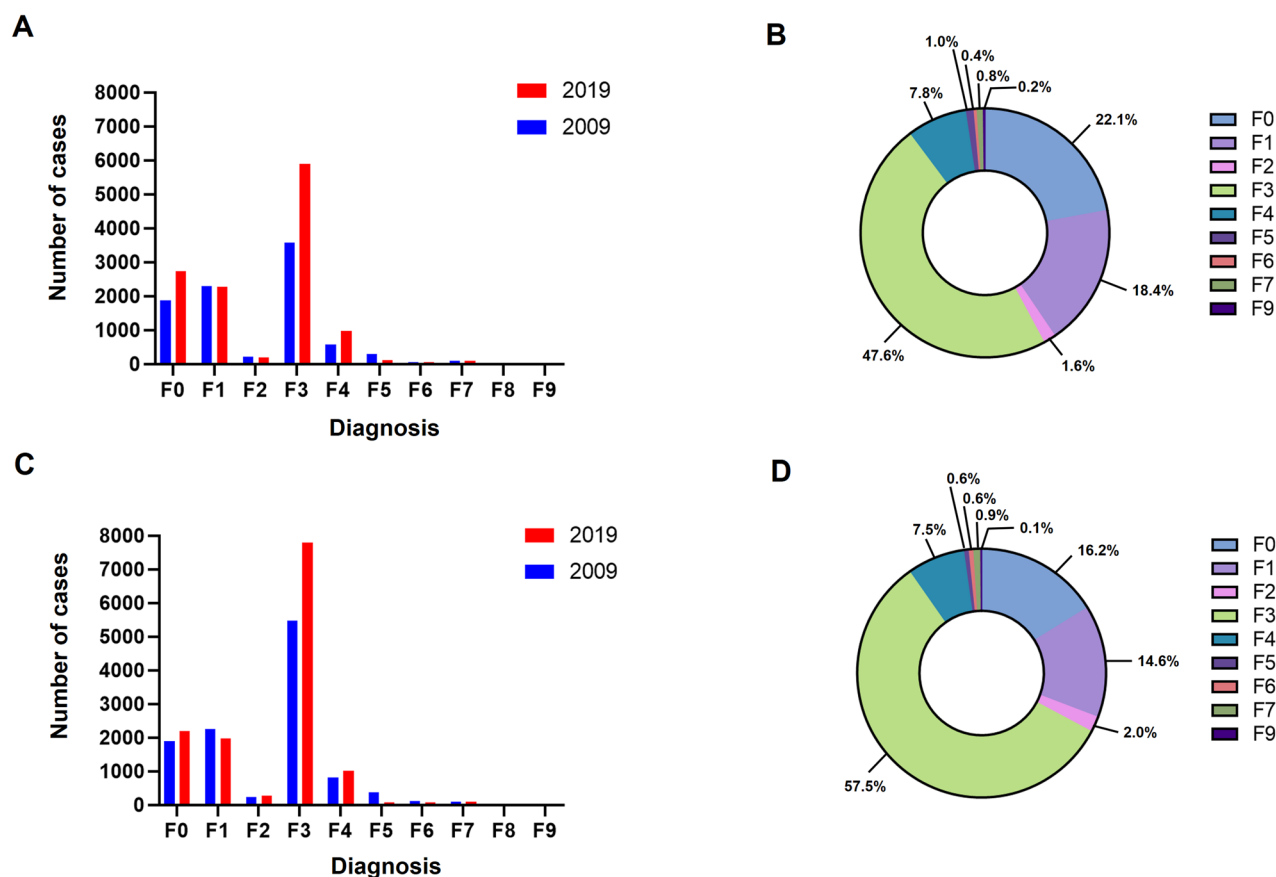 A
8000
7000
6000
5000
4000
3000
2000
1000
0
Number of cases
F0 F1 F2 F3 F4 F5 F6 F7 F8 F9
Diagnosis
2019
2009
B
1.0%
0.4%
0.8%
0.2%
7.8%
22.1%
18.4%
1.6%
47.6%
F0
F1
F2
F3
F4
F5
F6
F7
F9
C
8000
7000
6000
5000
4000
3000
2000
1000
0
Number of cases
F0 F1 F2 F3 F4 F5 F6 F7 F8 F9
Diagnosis
2019
2009
D
0.6%
0.6%
0.9%
0.1%
7.5%
16.2%
14.6%
2.0%
57.5%
F0
F1
F2
F3
F4
F5
F6
F7
F9